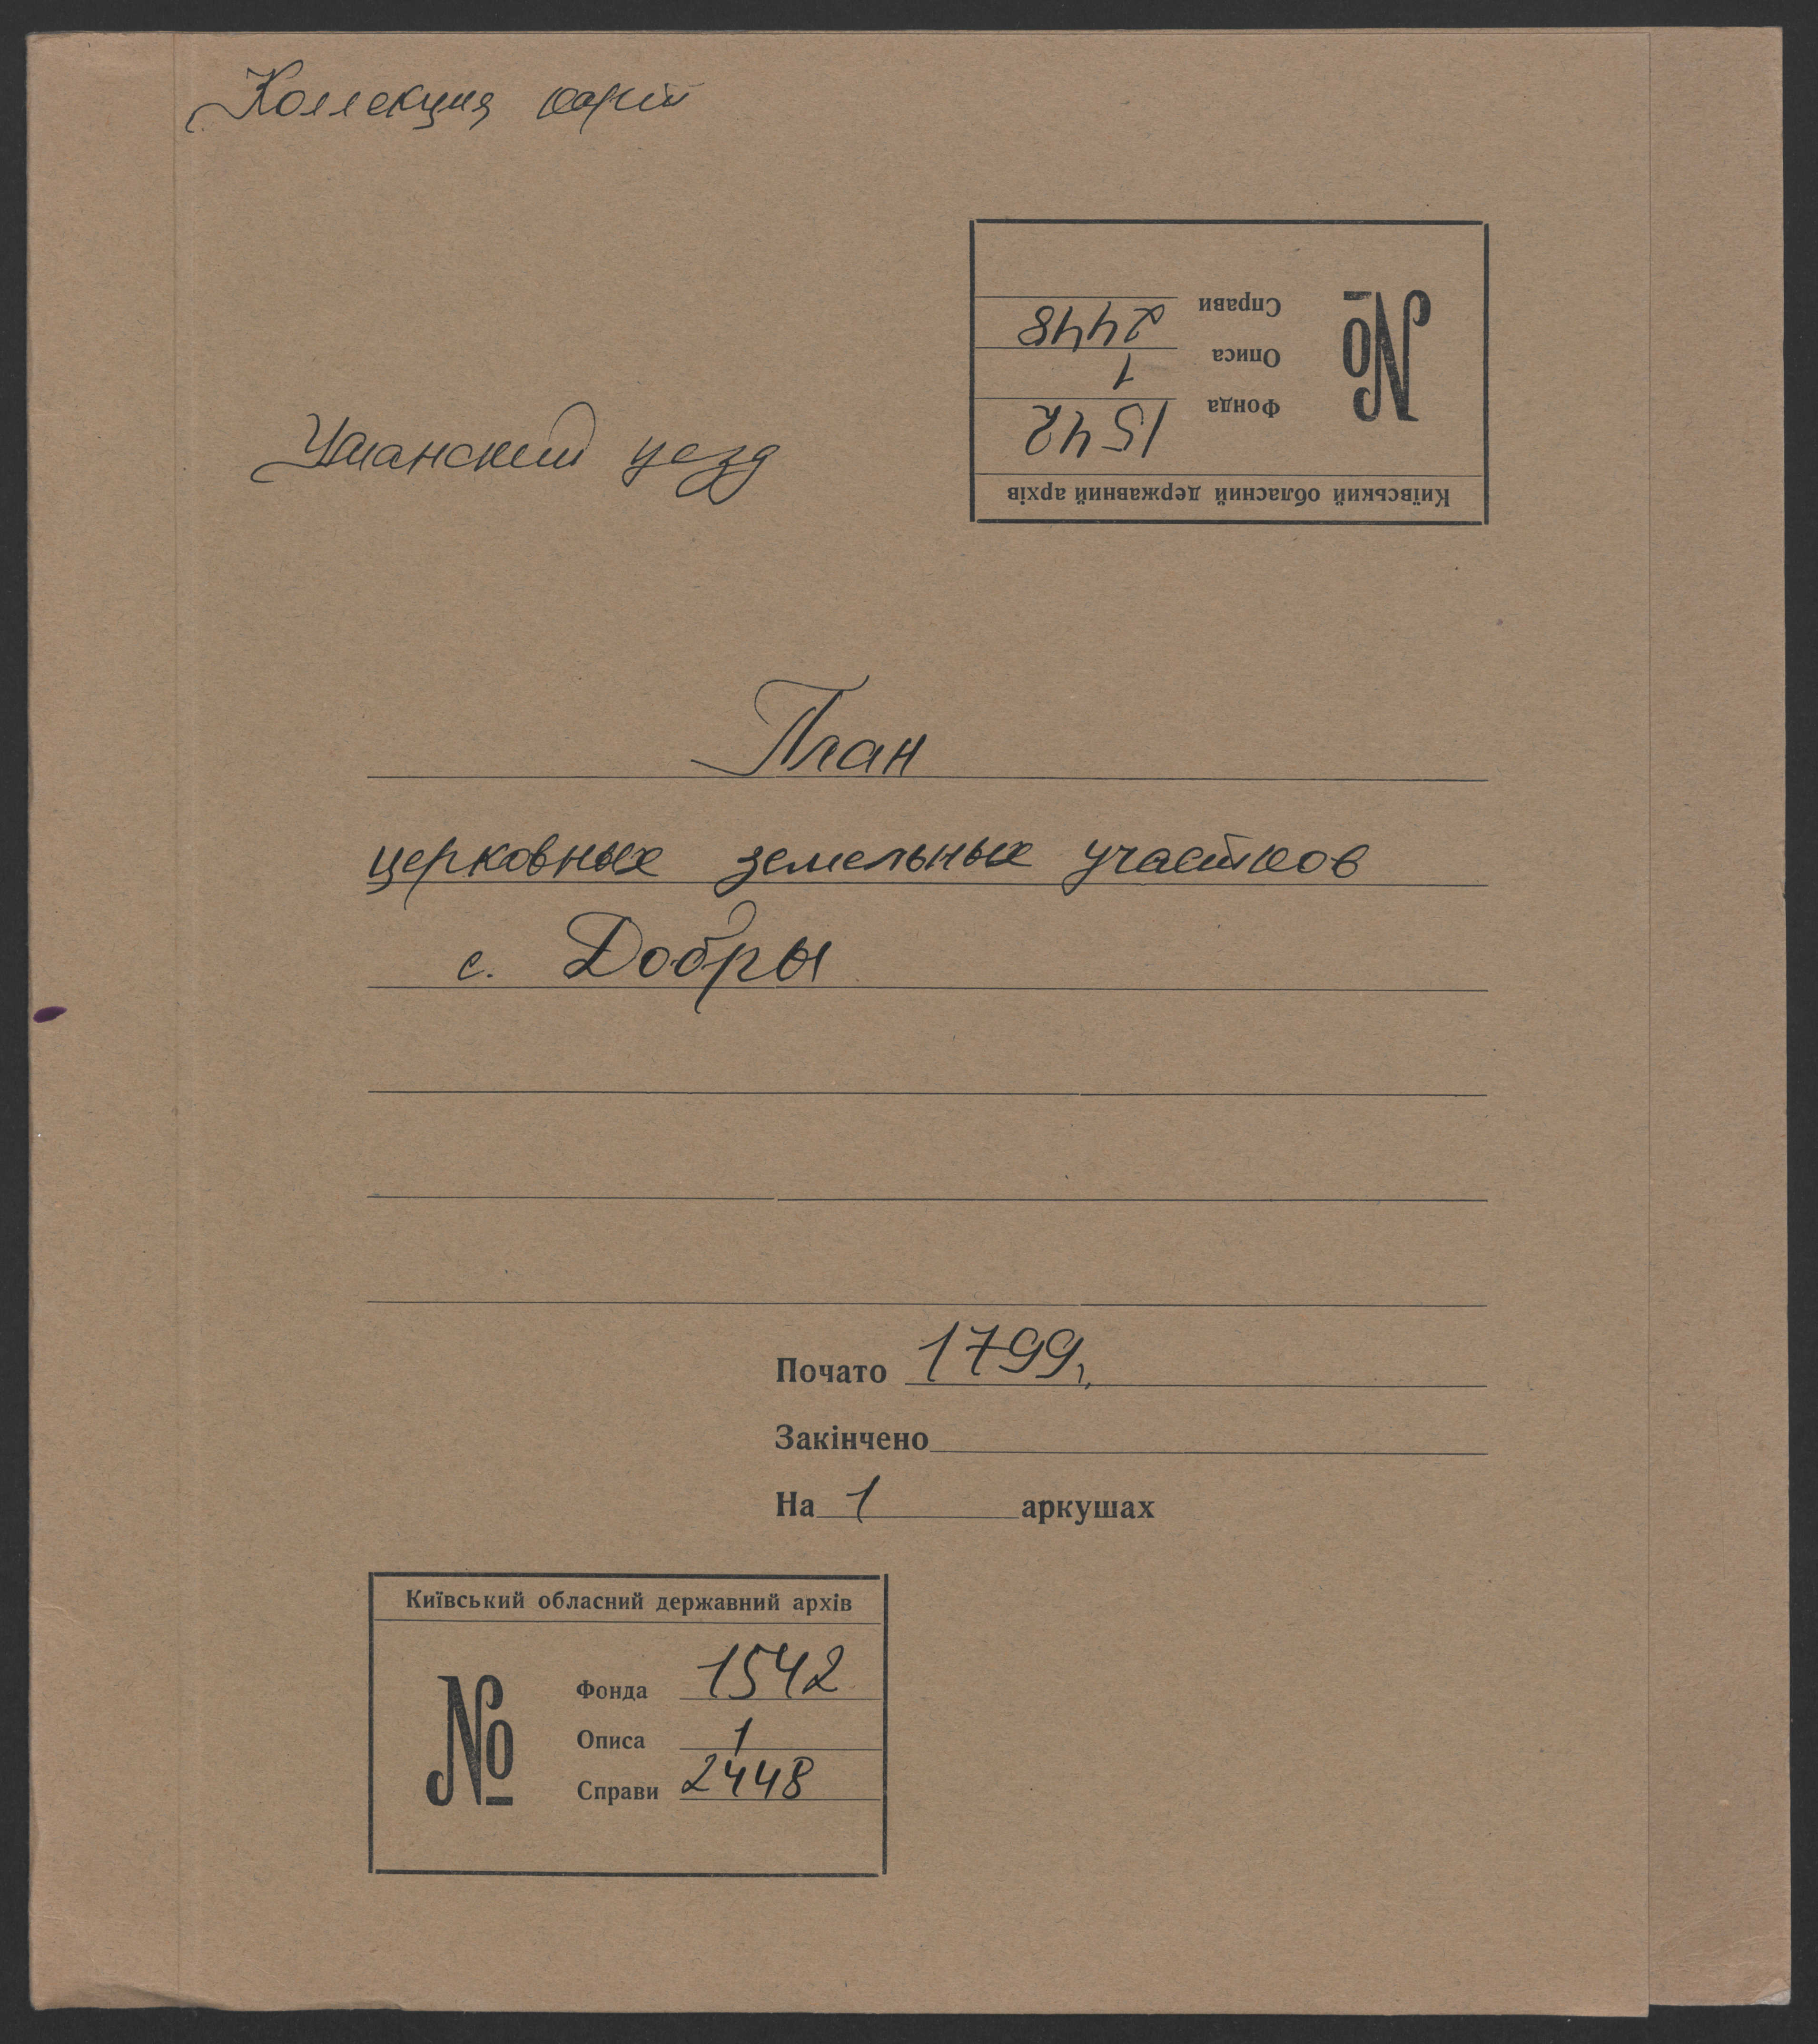 Коллекция карт
Київський обласний державний архів
№
Фонда 1542
Описа 1
Справи 2448
Уманский уезд
План
церковных земельных участков
с. Добры
Почато 1799г.
Закінчено
На 1 аркушах
Київський обласний державний архів
№
Фонда 1542
Описа 1
Справи 2448